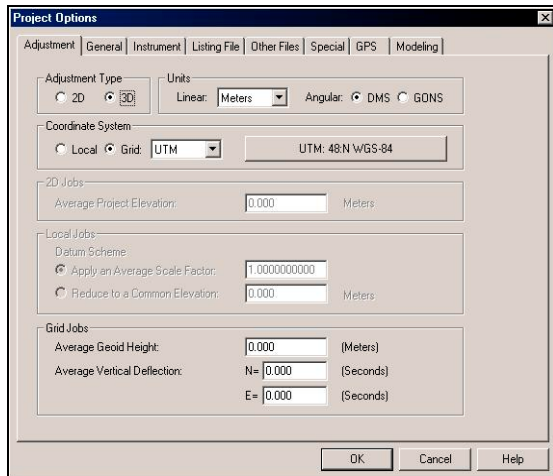 Project Options
Adjustment General Instrument Listing File Other Files Special GPS Modeling
Adjustment Type
2D 3D
Units
Linear: Meters Angular: DMS GONS
Coordinate System
Local Grid: UTM UTM: 48:N WGS-84
2D Jobs
Average Project Elevation: 0.000 Meters
Local Jobs
Datum Scheme
Apply an Average Scale Factor: 1.0000000000
Reduce to a Common Elevation: 0.000 Meters
Grid Jobs
Average Geoid Height: 0.000 (Meters)
Average Vertical Deflection: N= 0.000 (Seconds)
E= 0.000 (Seconds)
OK Cancel Help